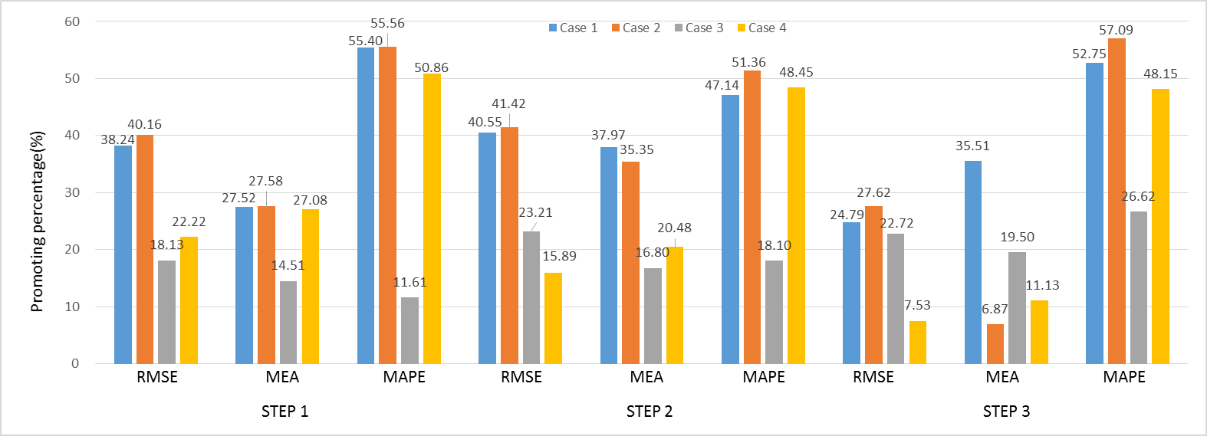 Case 1 Case 2 Case 3 Case 4
Promoting percentage(%)
60
50
40
30
20
10
0
38.24 40.16 18.13 22.22
27.52 27.58 14.51 27.08
55.40 55.56 11.61 50.86
40.55 41.42 23.21 15.89
37.97 35.35 16.80 20.48
47.14 51.36 18.10 48.45
24.79 27.62 22.72 7.53
35.51 6.87 19.50 11.13
52.75 57.09 26.62 48.15
RMSE MEA MAPE RMSE MEA MAPE RMSE MEA MAPE
STEP 1 STEP 2 STEP 3